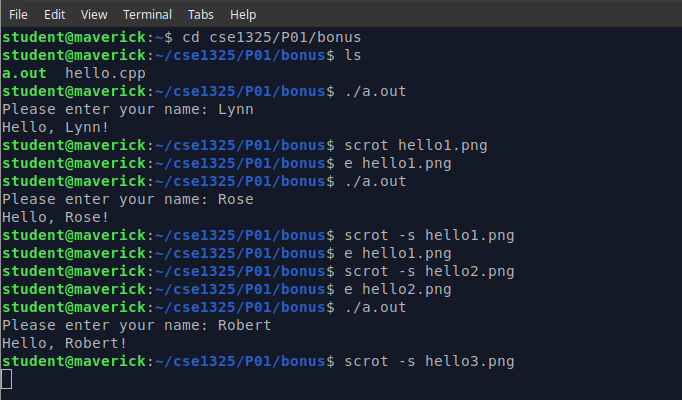 File Edit View Terminal Tabs Help
student@maverick:~$ cd cse1325/P01/bonus
student@maverick:~/cse1325/P01/bonus$ ls
a.out  hello.cpp
student@maverick:~/cse1325/P01/bonus$ ./a.out
Please enter your name: Lynn
Hello, Lynn!
student@maverick:~/cse1325/P01/bonus$ scrot hello1.png
student@maverick:~/cse1325/P01/bonus$ e hello1.png
student@maverick:~/cse1325/P01/bonus$ ./a.out
Please enter your name: Rose
Hello, Rose!
student@maverick:~/cse1325/P01/bonus$ scrot -s hello1.png
student@maverick:~/cse1325/P01/bonus$ e hello1.png
student@maverick:~/cse1325/P01/bonus$ scrot -s hello2.png
student@maverick:~/cse1325/P01/bonus$ e hello2.png
student@maverick:~/cse1325/P01/bonus$ ./a.out
Please enter your name: Robert
Hello, Robert!
student@maverick:~/cse1325/P01/bonus$ scrot -s hello3.png